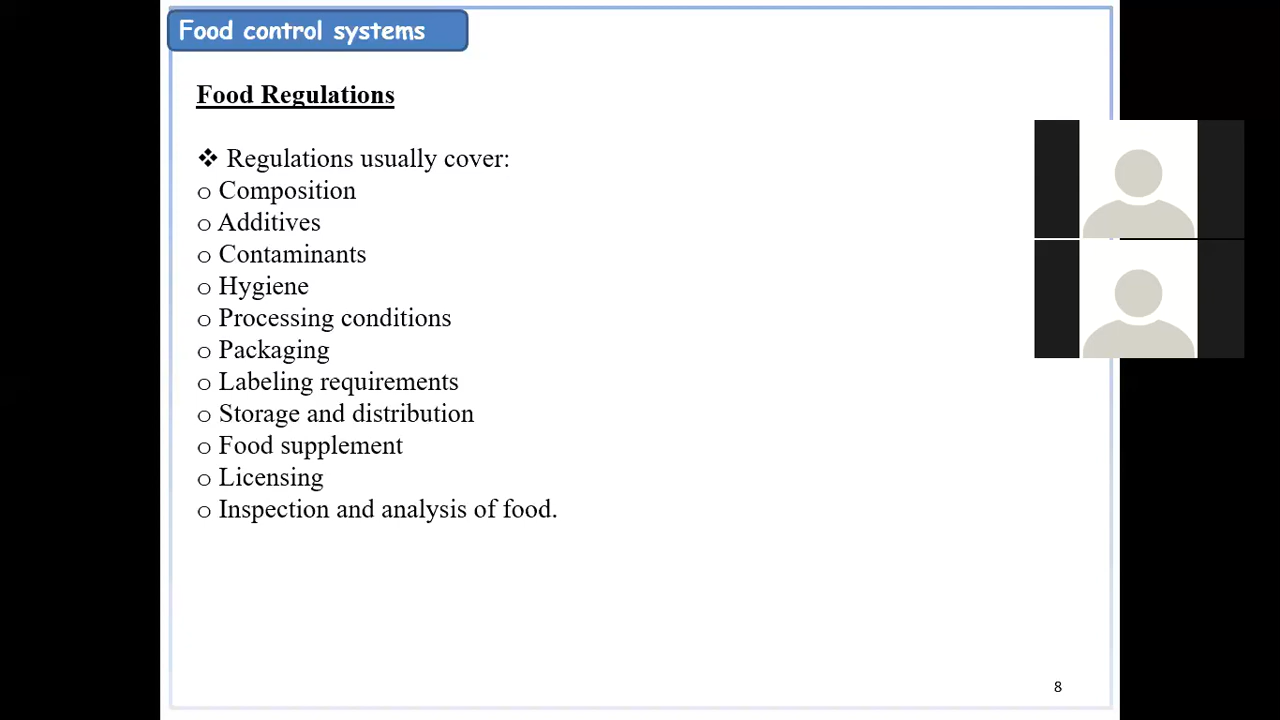 Food control systems
Food Regulations
❖ Regulations usually cover:
o Composition
o Additives
o Contaminants
o Hygiene
o Processing conditions
o Packaging
o Labeling requirements
o Storage and distribution
o Food supplement
o Licensing
o Inspection and analysis of food.
8